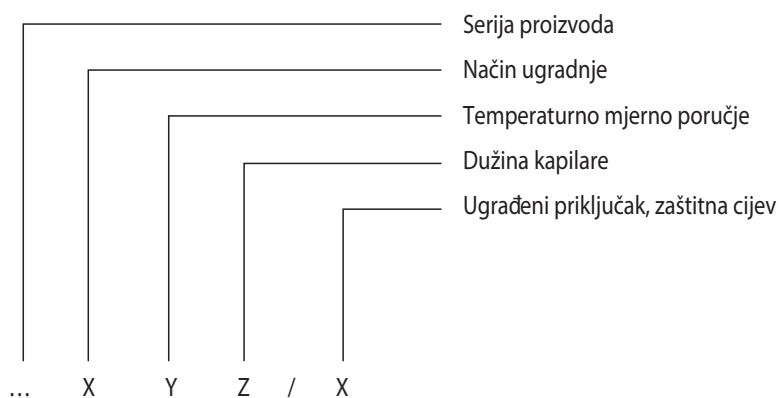 Serija proizvoda
Način ugradnje
Temperaturno mjerno poručje
Dužina kapilare
Ugrađeni priključak, zaštitna cijev
... X Y Z / X